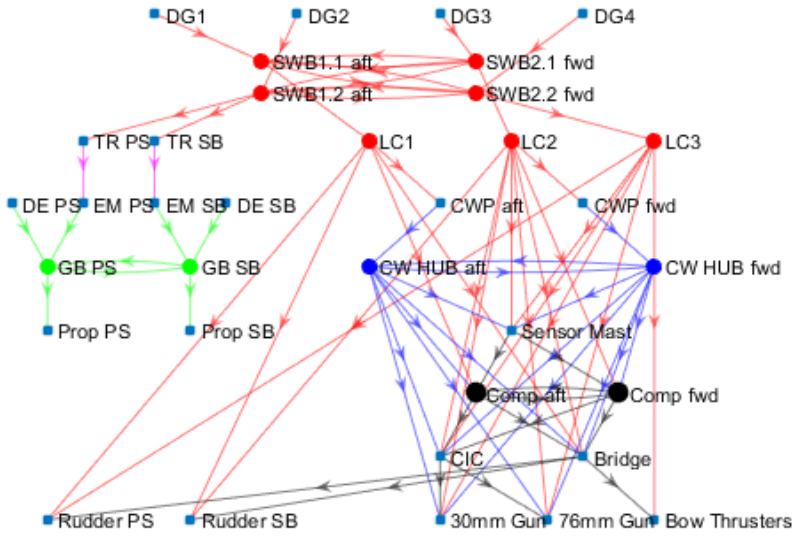 DG1 DG2 DG3 DG4
SWB1.1 aft SWB2.1 fwd
SWB1.2 aft SWB2.2 fwd
TR PS TR SB LC1 LC2 LC3
DE PS EM PS EM SB DE SB CWP aft CWP fwd
GB PS GB SB CW HUB aft CW HUB fwd
Prop PS Prop SB Sensor Mast
Comp aft Comp fwd
CIC Bridge
Rudder PS Rudder SB 30mm Gun 76mm Gun Bow Thrusters